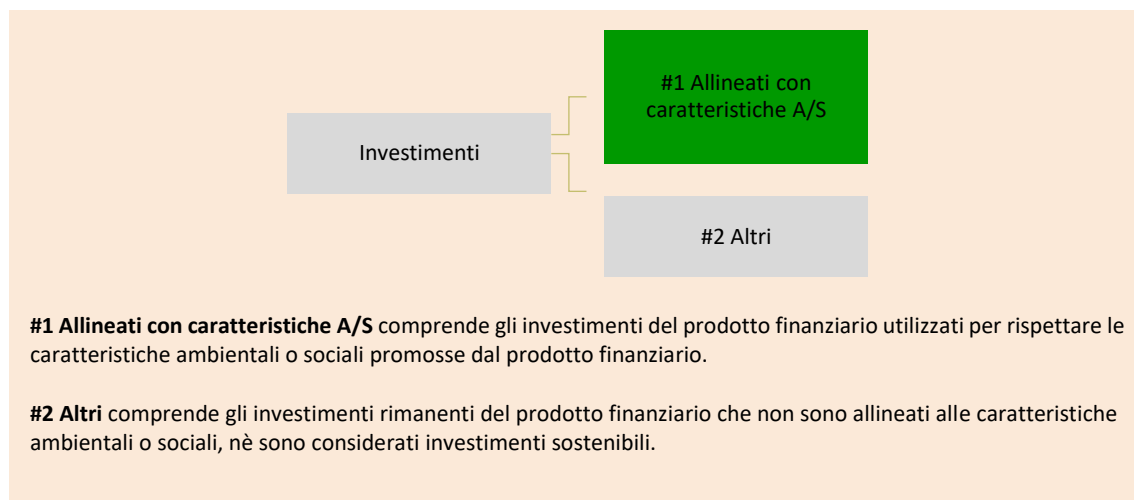 #1 Allineati con
caratteristiche A/S
Investimenti
#2 Altri
#1 Allineati con caratteristiche A/S comprende gli investimenti del prodotto finanziario utilizzati per rispettare le
caratteristiche ambientali o sociali promosse dal prodotto finanziario.
#2 Altri comprende gli investimenti rimanenti del prodotto finanziario che non sono allineati alle caratteristiche
ambientali o sociali, nè sono considerati investimenti sostenibili.